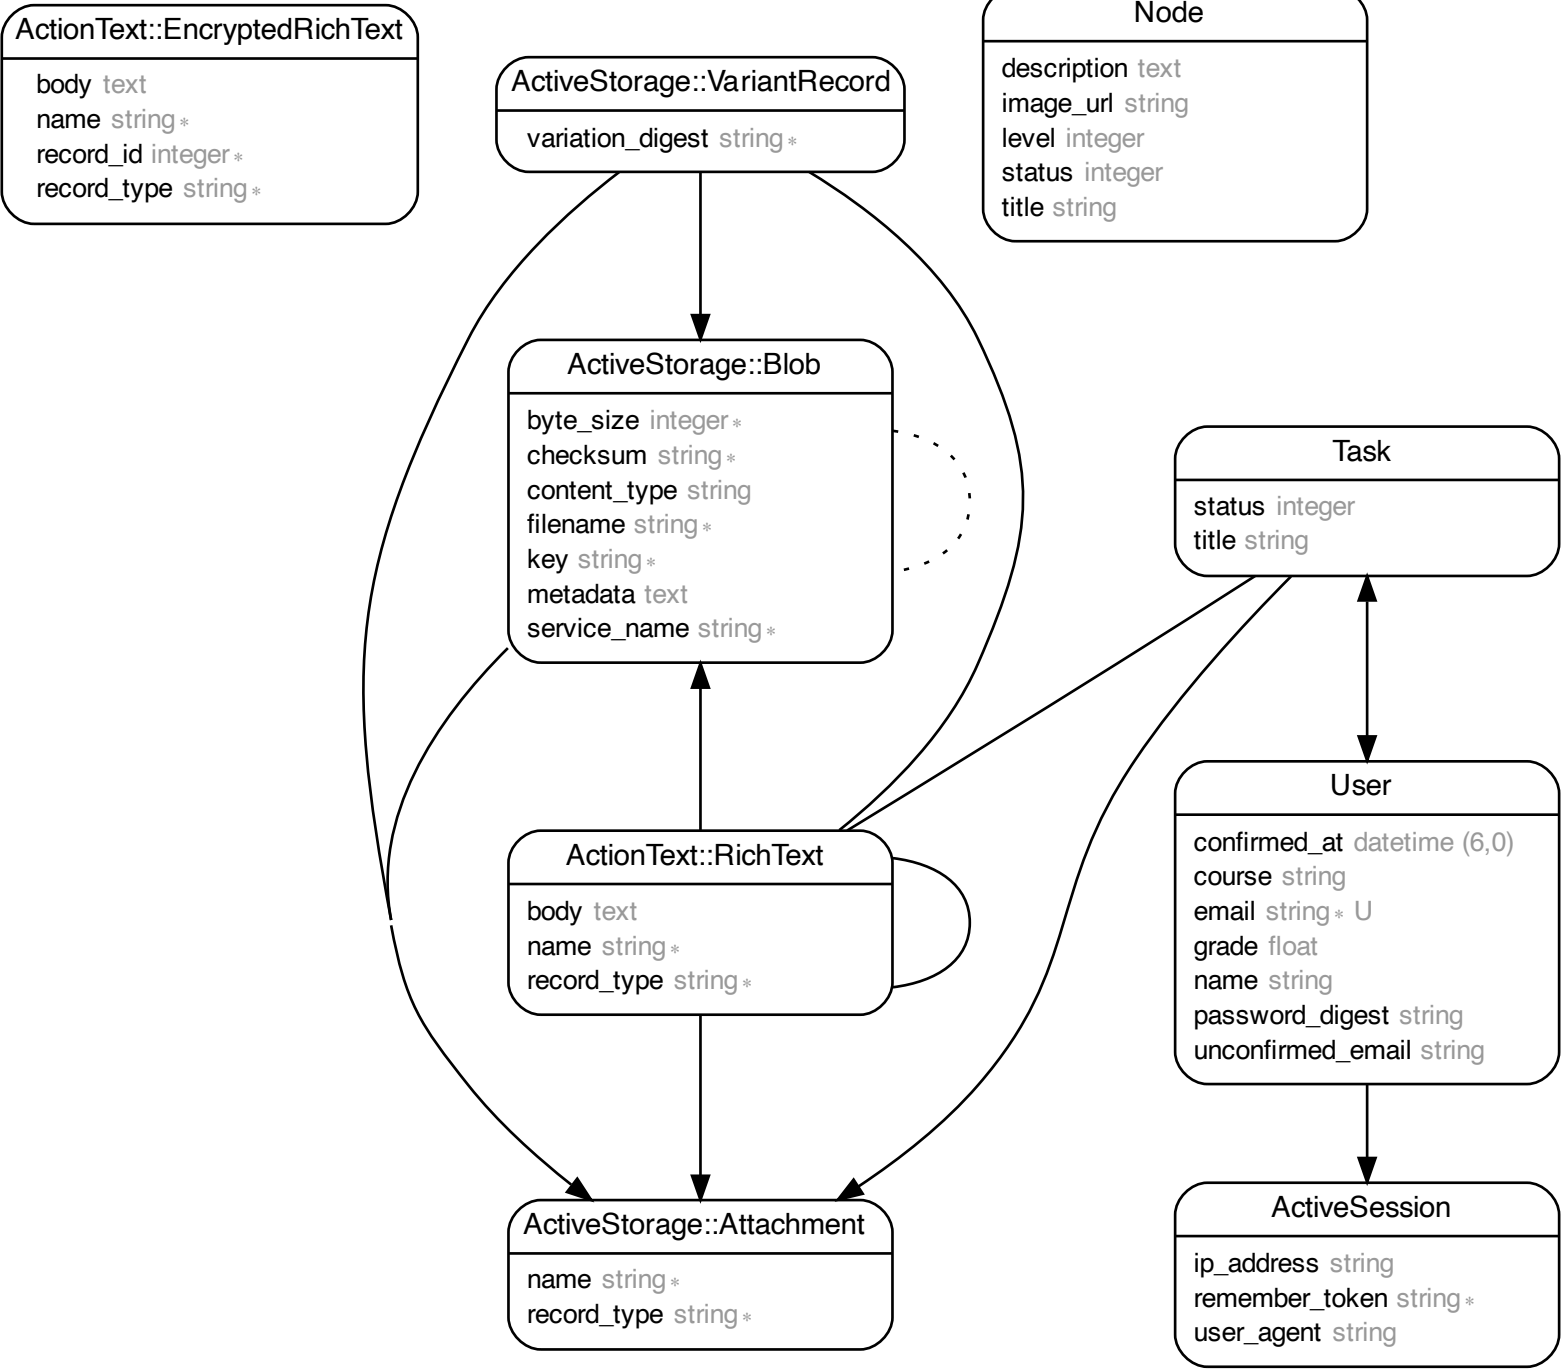 ActionText::EncryptedRichText
body text
name string *
record_id integer *
record_type string *
ActiveStorage::VariantRecord
variation_digest string *
Node
description text
image_url string
level integer
status integer
title string
ActiveStorage::Blob
byte_size integer *
checksum string *
content_type string
filename string *
key string *
metadata text
service_name string *
Task
status integer
title string
User
confirmed_at datetime (6,0)
course string
email string * U
grade float
name string
password_digest string
unconfirmed_email string
ActionText::RichText
body text
name string *
record_type string *
ActiveStorage::Attachment
name string *
record_type string *
ActiveSession
ip_address string
remember_token string *
user_agent string